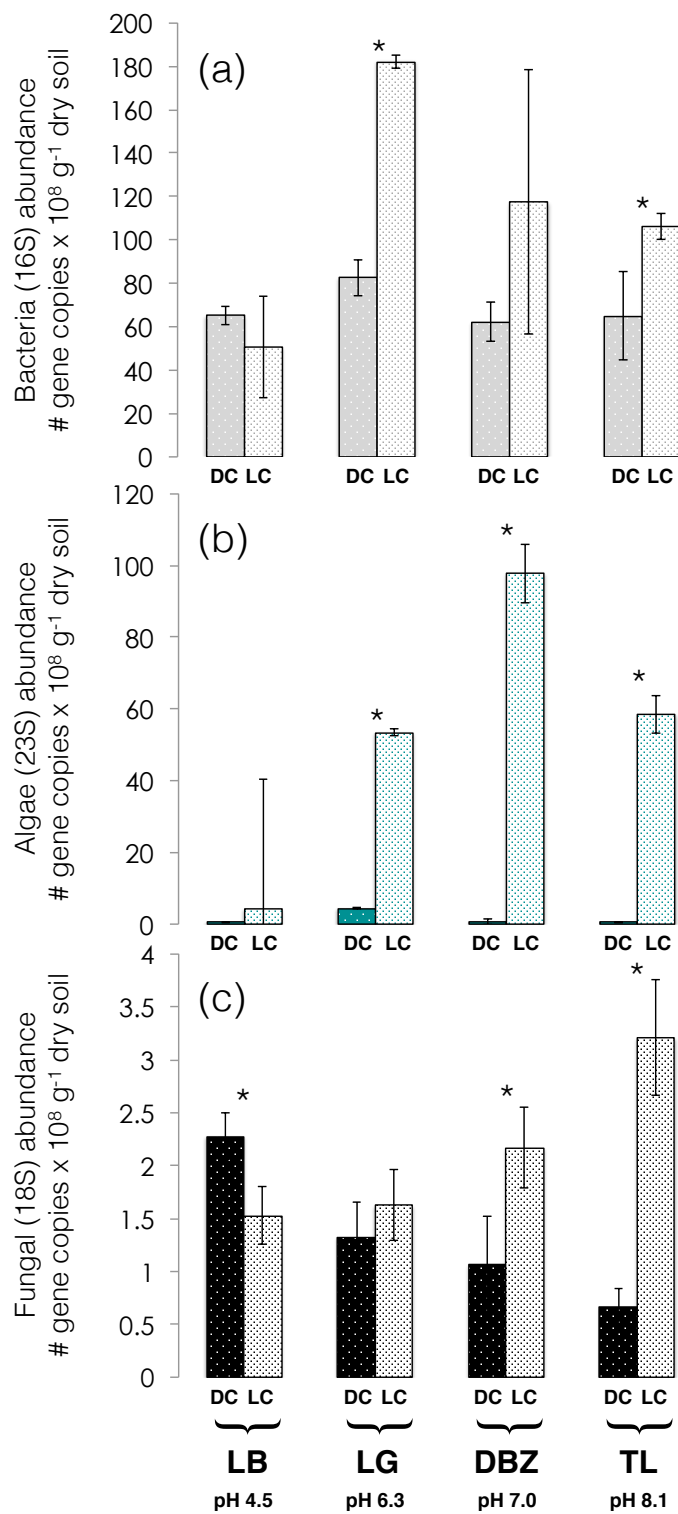 200
180
160
140
120
100
80
60
40
20
0
Bacteria (16S) abundance
# gene copies x 10⁸ g⁻¹ dry soil
(a)
*
*
DC LC DC LC DC LC DC LC
120
100
80
60
40
20
0
Algae (23S) abundance
# gene copies x 10⁸ g⁻¹ dry soil
(b)
*
*
*
DC LC DC LC DC LC DC LC
4
3.5
3
2.5
2
1.5
1
0.5
0
Fungal (18S) abundance
# gene copies x 10⁸ g⁻¹ dry soil
(c)
*
*
*
DC LC DC LC DC LC DC LC
LB LG DBZ TL
pH 4.5 pH 6.3 pH 7.0 pH 8.1